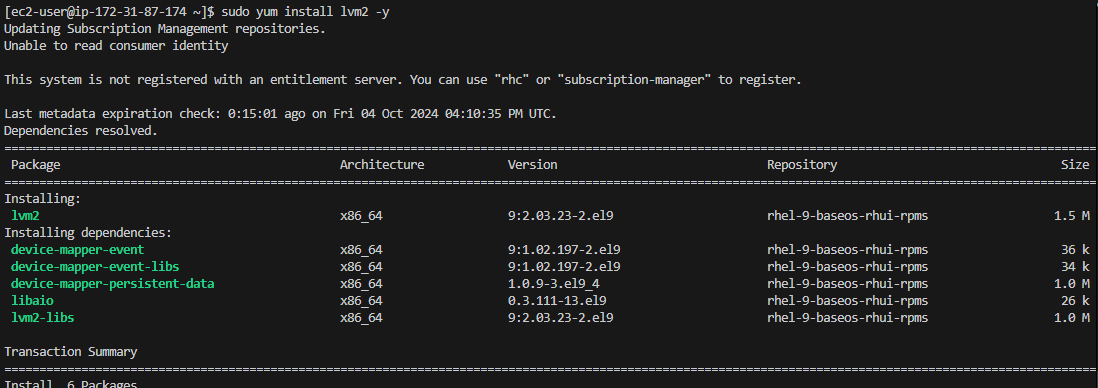 [ec2-user@ip-172-31-87-174 ~]$ sudo yum install lvm2 -y
Updating Subscription Management repositories.
Unable to read consumer identity
This system is not registered with an entitlement server. You can use "rhc" or "subscription-manager" to register.
Last metadata expiration check: 0:15:01 ago on Fri 04 Oct 2024 04:10:35 PM UTC.
Dependencies resolved.
Package Architecture Version Repository Size
Installing:
lvm2 x86_64 9:2.03.23-2.el9 rhel-9-baseos-rhui-rpms 1.5 M
Installing dependencies:
device-mapper-event x86_64 9:1.02.197-2.el9 rhel-9-baseos-rhui-rpms 36 k
device-mapper-event-libs x86_64 9:1.02.197-2.el9 rhel-9-baseos-rhui-rpms 34 k
device-mapper-persistent-data x86_64 1.0.9-3.el9_4 rhel-9-baseos-rhui-rpms 1.0 M
libaio x86_64 0.3.111-13.el9 rhel-9-baseos-rhui-rpms 26 k
lvm2-libs x86_64 9:2.03.23-2.el9 rhel-9-baseos-rhui-rpms 1.0 M
Transaction Summary
Install 6 Packages